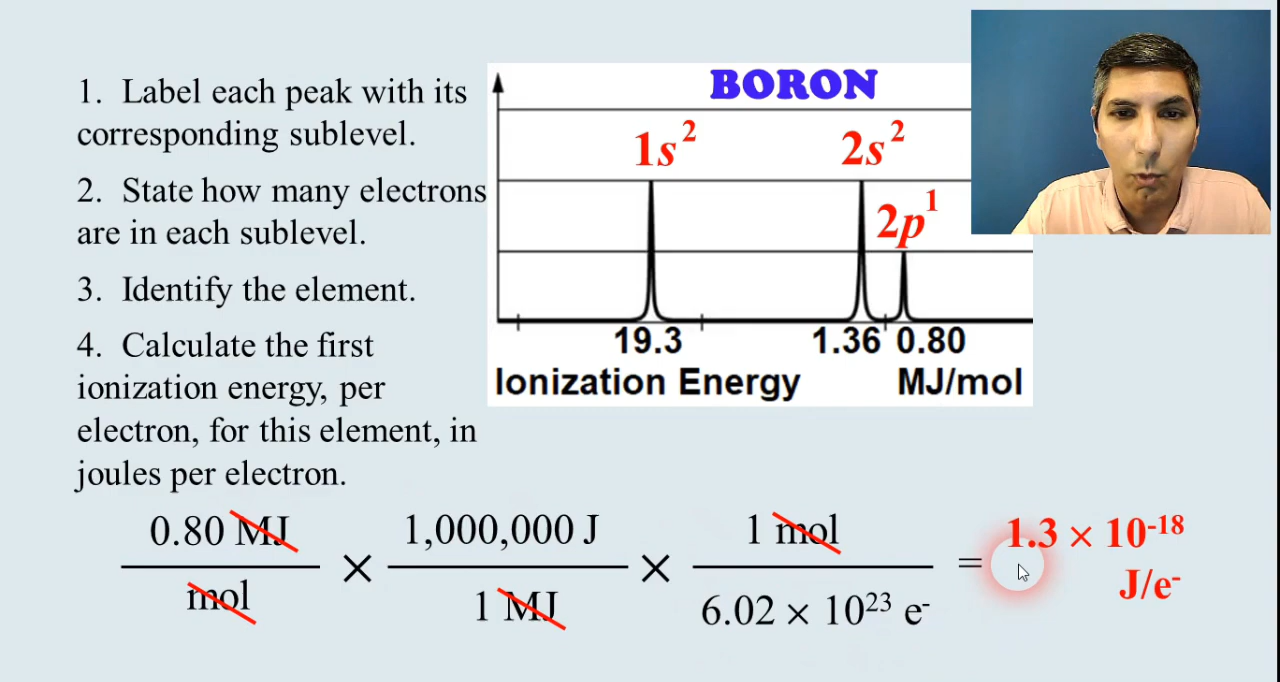 1. Label each peak with its
corresponding sublevel.
2. State how many electrons
are in each sublevel.
3. Identify the element.
4. Calculate the first
ionization energy, per
electron, for this element, in
joules per electron.
BORON
1s² 2s²
2p¹
19.3 1.36 0.80
Ionization Energy MJ/mol
0.80 MJ × 1,000,000 J × 1 mol = 1.3 × 10⁻¹⁸
mol 1 MJ 6.02 × 10²³ e⁻ J/e⁻